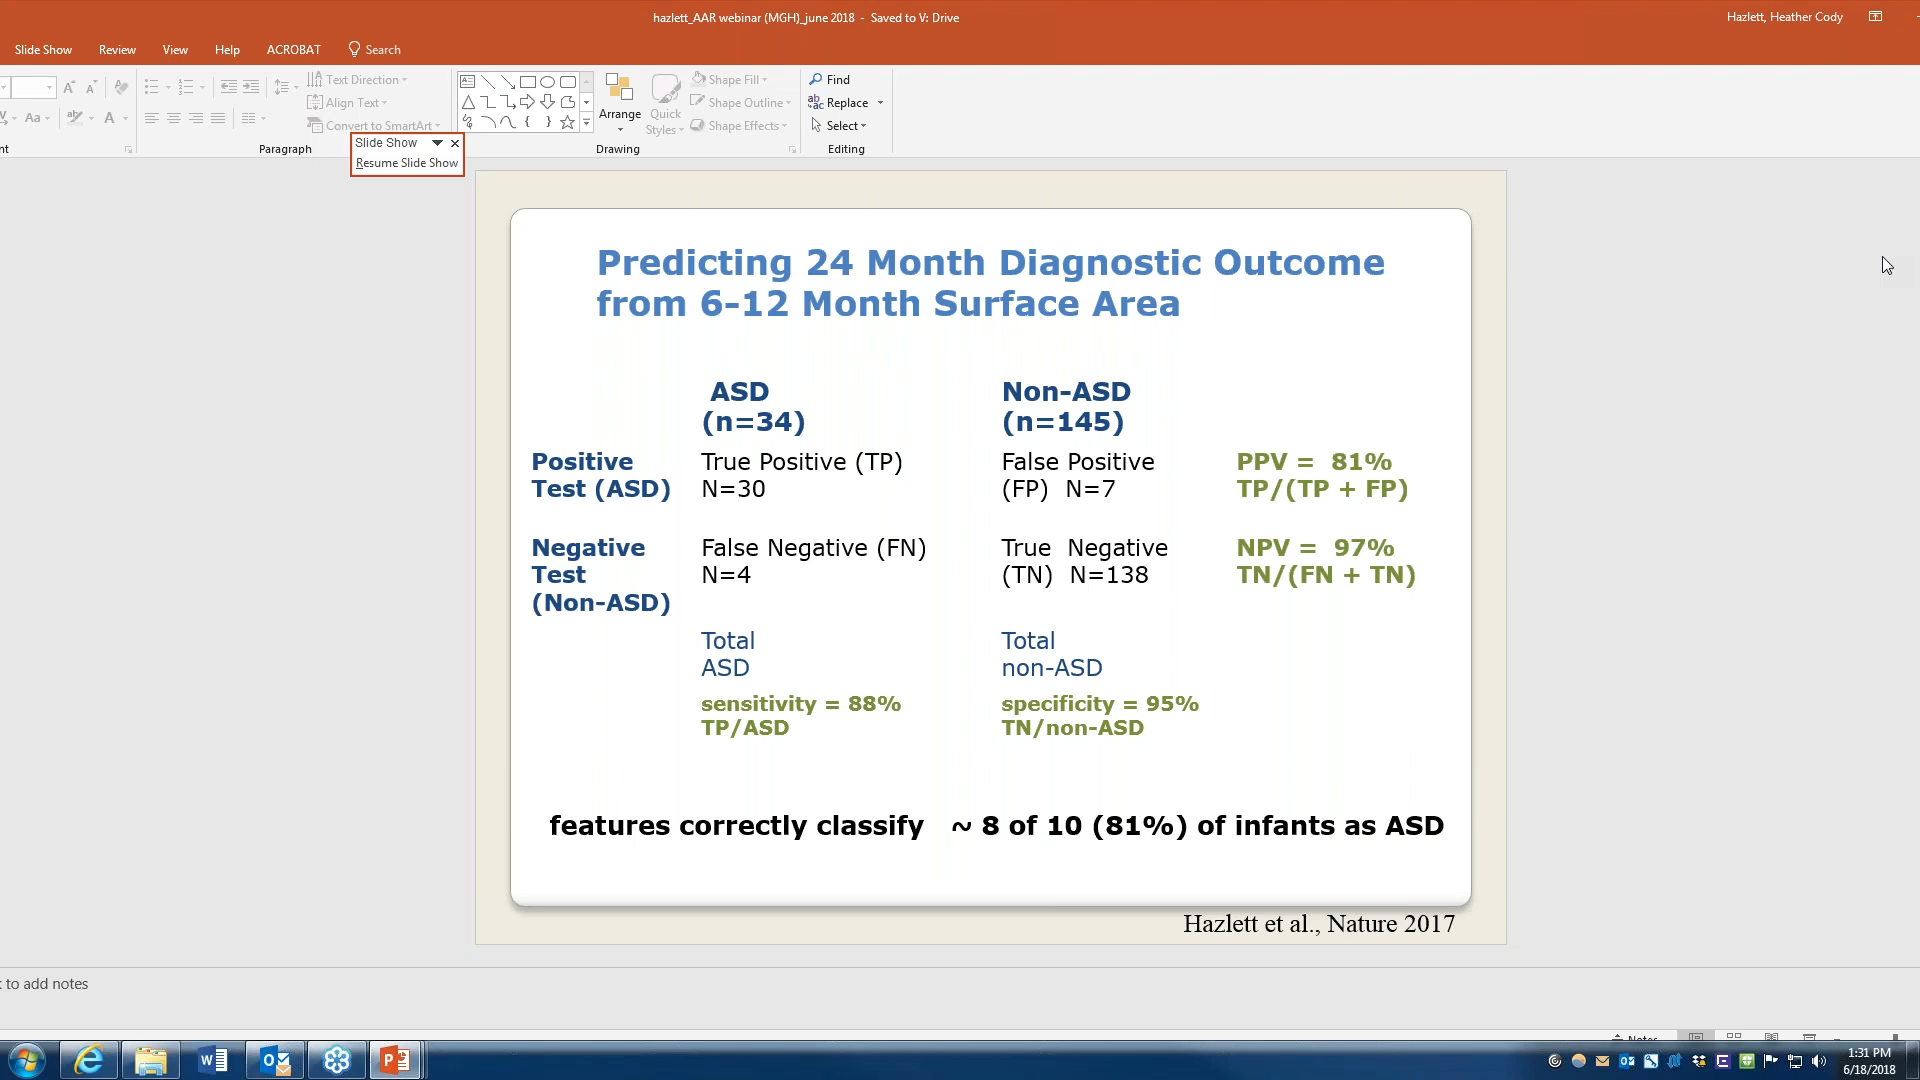 hazlett_AAR webinar (MGH)_june 2018 - Saved to V: Drive
Hazlett, Heather Cody
Slide Show Review View Help ACROBAT Search
Text Direction
Align Text
Convert to SmartArt
Aa
Arrange
Quick
Styles
Shape Fill
Shape Outline
Shape Effects
Find
Replace
Select
nt
Paragraph
Drawing
Editing
Slide Show
Resume Slide Show
Predicting 24 Month Diagnostic Outcome
from 6-12 Month Surface Area
ASD
(n=34)
Non-ASD
(n=145)
Positive
Test (ASD)
True Positive (TP)
N=30
False Positive
(FP) N=7
PPV = 81%
TP/(TP + FP)
Negative
Test
(Non-ASD)
False Negative (FN)
N=4
True Negative
(TN) N=138
NPV = 97%
TN/(FN + TN)
Total
ASD
Total
non-ASD
sensitivity = 88%
TP/ASD
specificity = 95%
TN/non-ASD
features correctly classify ~ 8 of 10 (81%) of infants as ASD
Hazlett et al., Nature 2017
to add notes
Notes
1:31 PM
6/18/2018